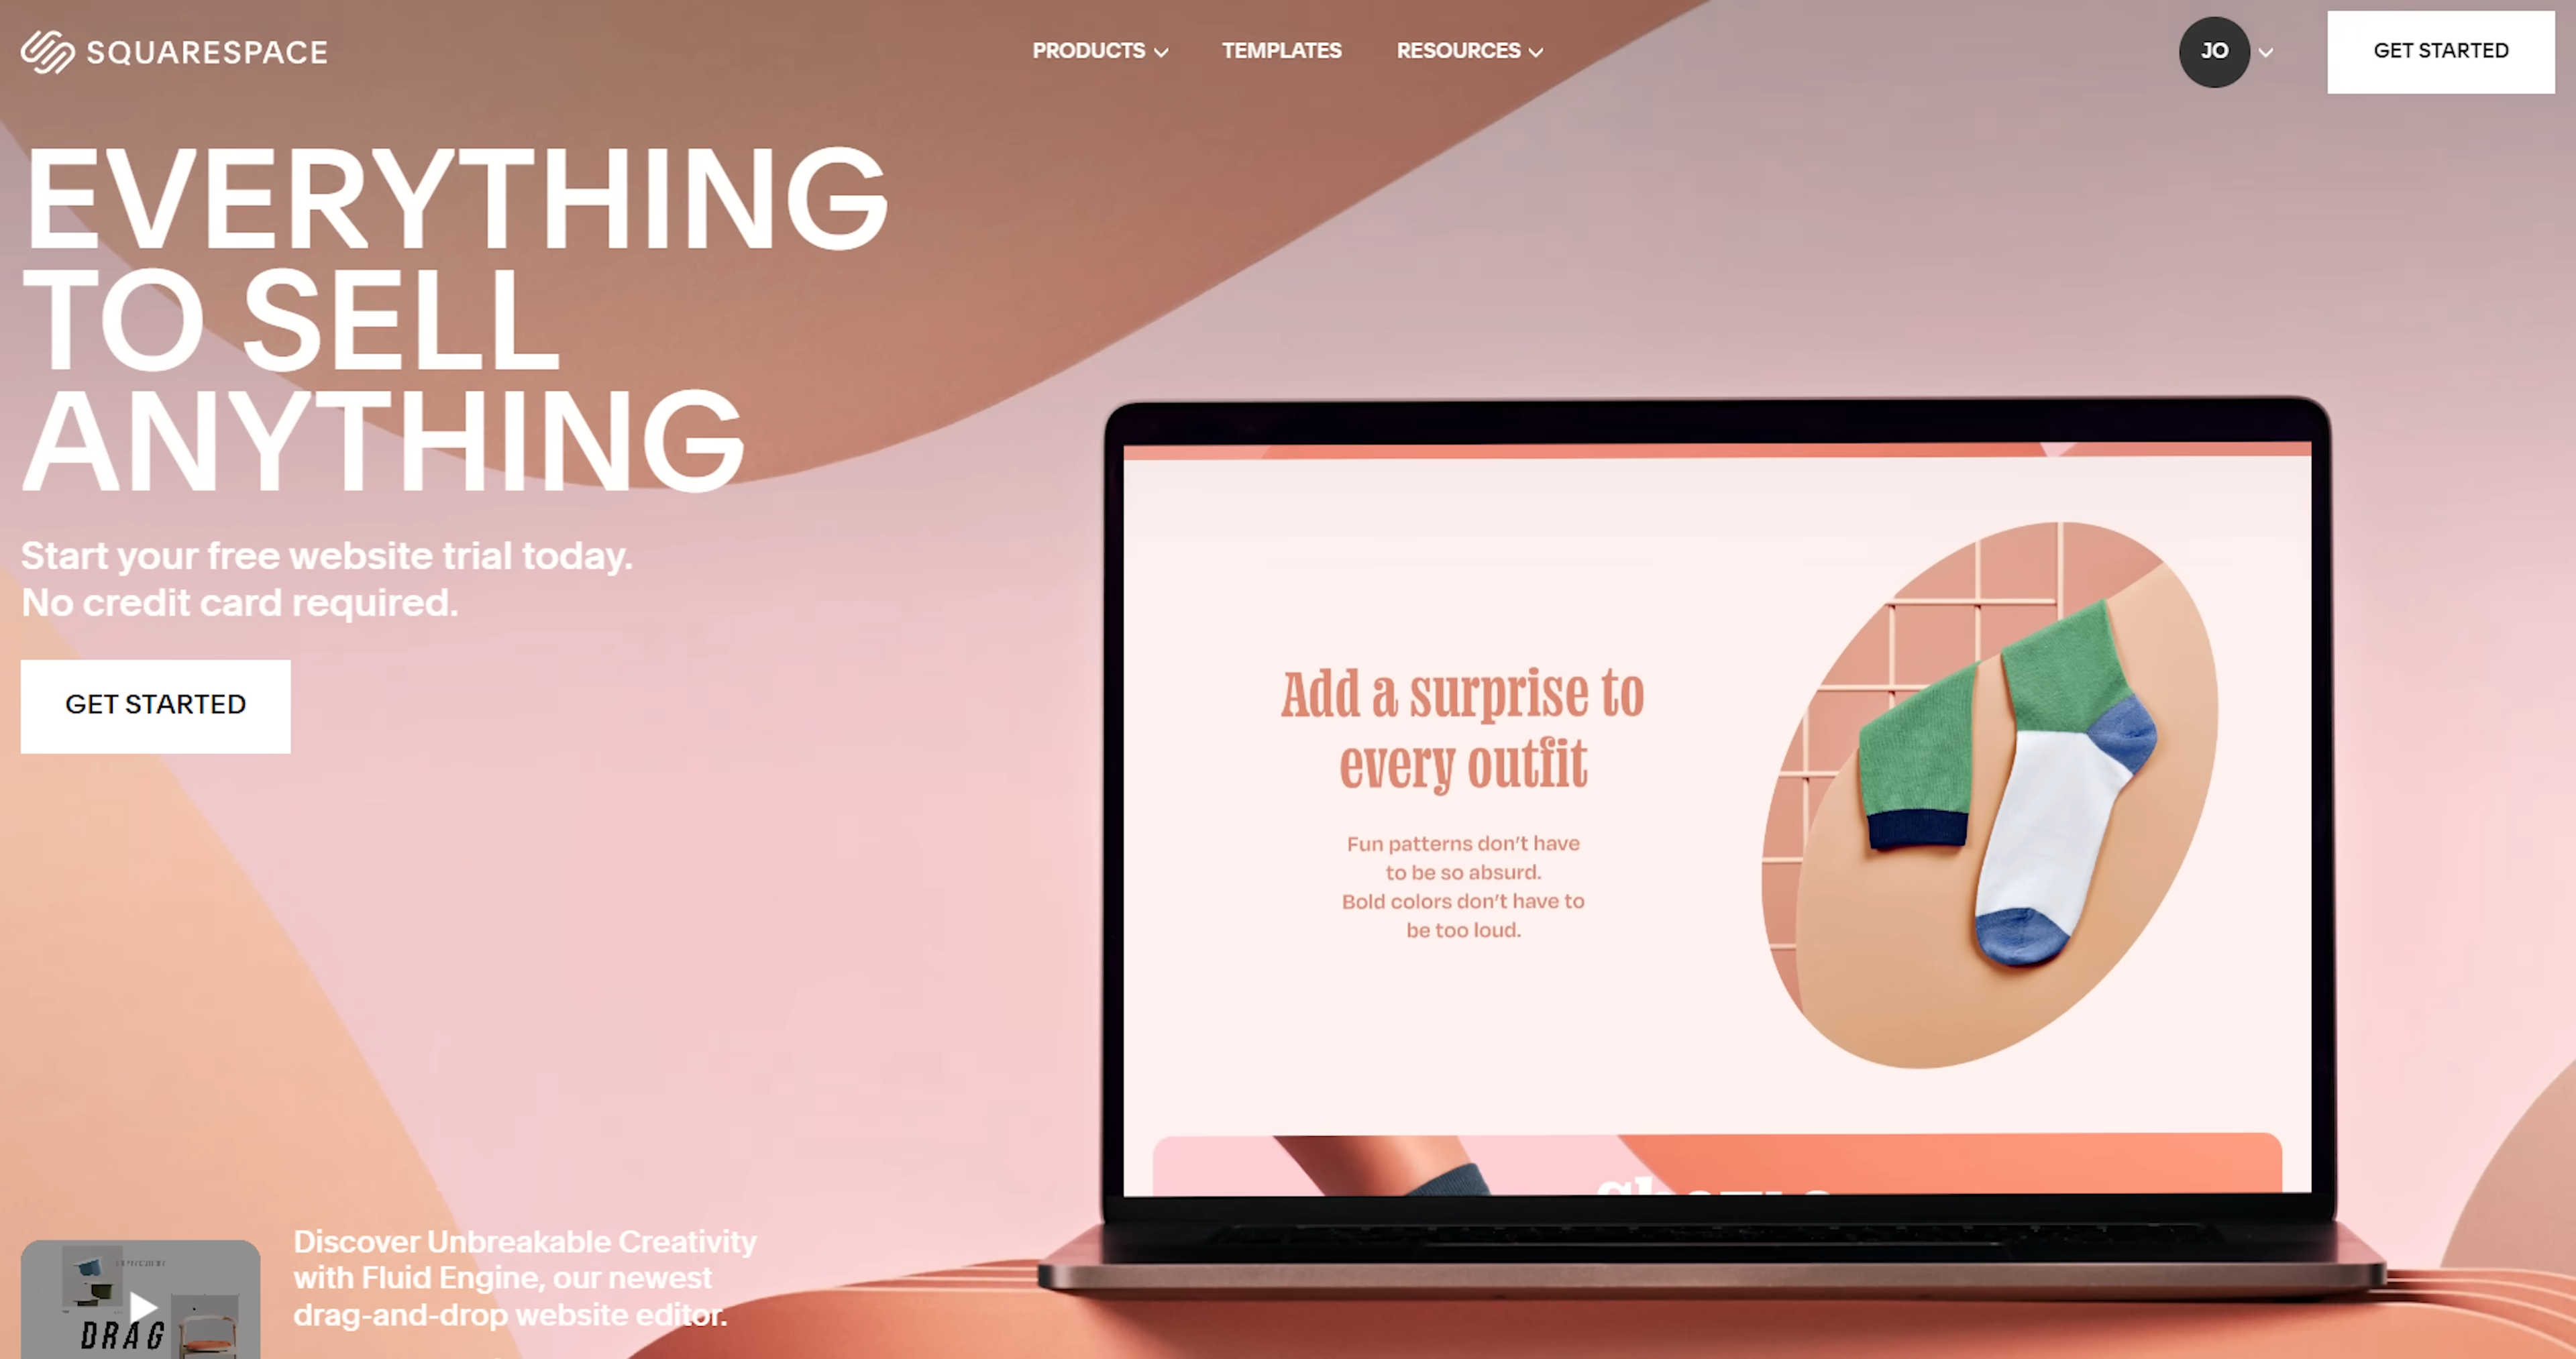 SQUARESPACE
PRODUCTS
TEMPLATES
RESOURCES
JO
GET STARTED
EVERYTHING
TO SELL
ANYTHING
Start your free website trial today.
No credit card required.
GET STARTED
Add a surprise to
every outfit
Fun patterns don't have
to be so absurd.
Bold colors don't have to
be too loud.
Discover Unbreakable Creativity
with Fluid Engine, our newest
drag-and-drop website editor.
DRAG